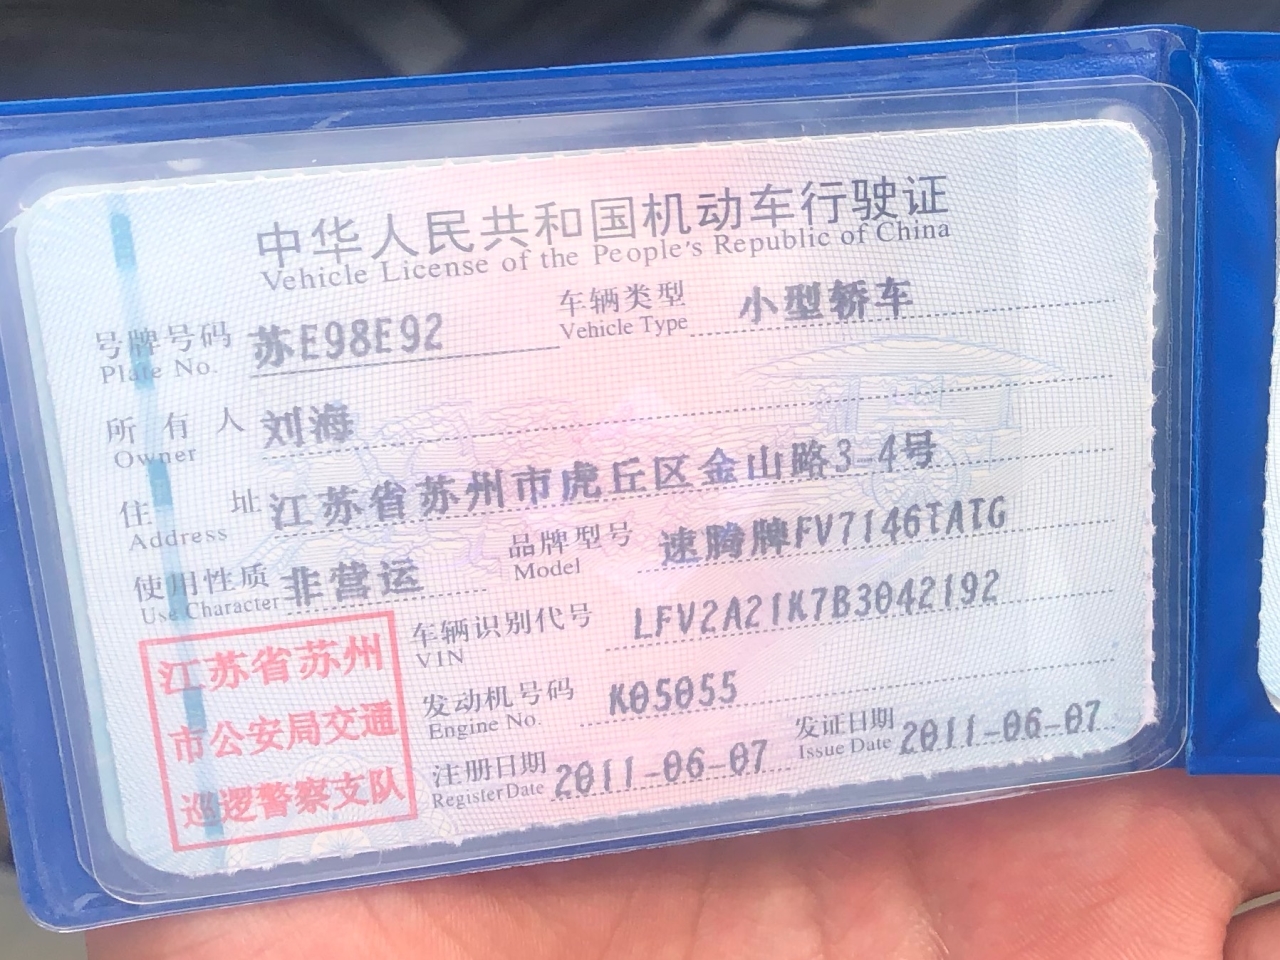 中华人民共和国机动车行驶证
Vehicle License of the People's Republic of China
号牌号码 苏E98E92 车辆类型 小型轿车
Plate No. Vehicle Type
所有人 刘海
Owner
住址 江苏省苏州市虎丘区金山路3-4号
Address
使用性质 非营运 品牌型号 速腾牌FV7146TATG
Use Character Model
车辆识别代号 LFV2A21K7B3042192
VIN
发动机号码 K05055
Engine No.
注册日期 2011-06-07 发证日期 2011-06-07
Register Date Issue Date
江苏省苏州
市公安局交通
巡逻警察支队